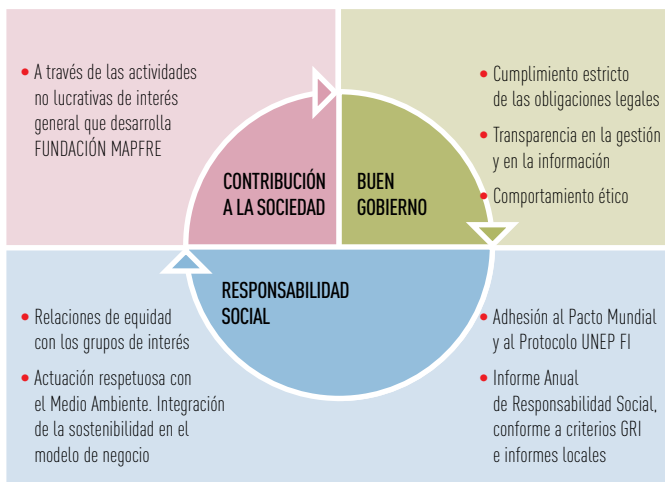 • A través de las actividades
no lucrativas de interés
general que desarrolla
FUNDACIÓN MAPFRE
• Cumplimiento estricto
de las obligaciones legales
• Transparencia en la gestión
y en la información
• Comportamiento ético
CONTRIBUCIÓN
A LA SOCIEDAD
BUEN
GOBIERNO
RESPONSABILIDAD
SOCIAL
• Relaciones de equidad
con los grupos de interés
• Actuación respetuosa con
el Medio Ambiente. Integración
de la sostenibilidad en el
modelo de negocio
• Adhesión al Pacto Mundial
y al Protocolo UNEP FI
• Informe Anual
de Responsabilidad Social,
conforme a criterios GRI
e informes locales